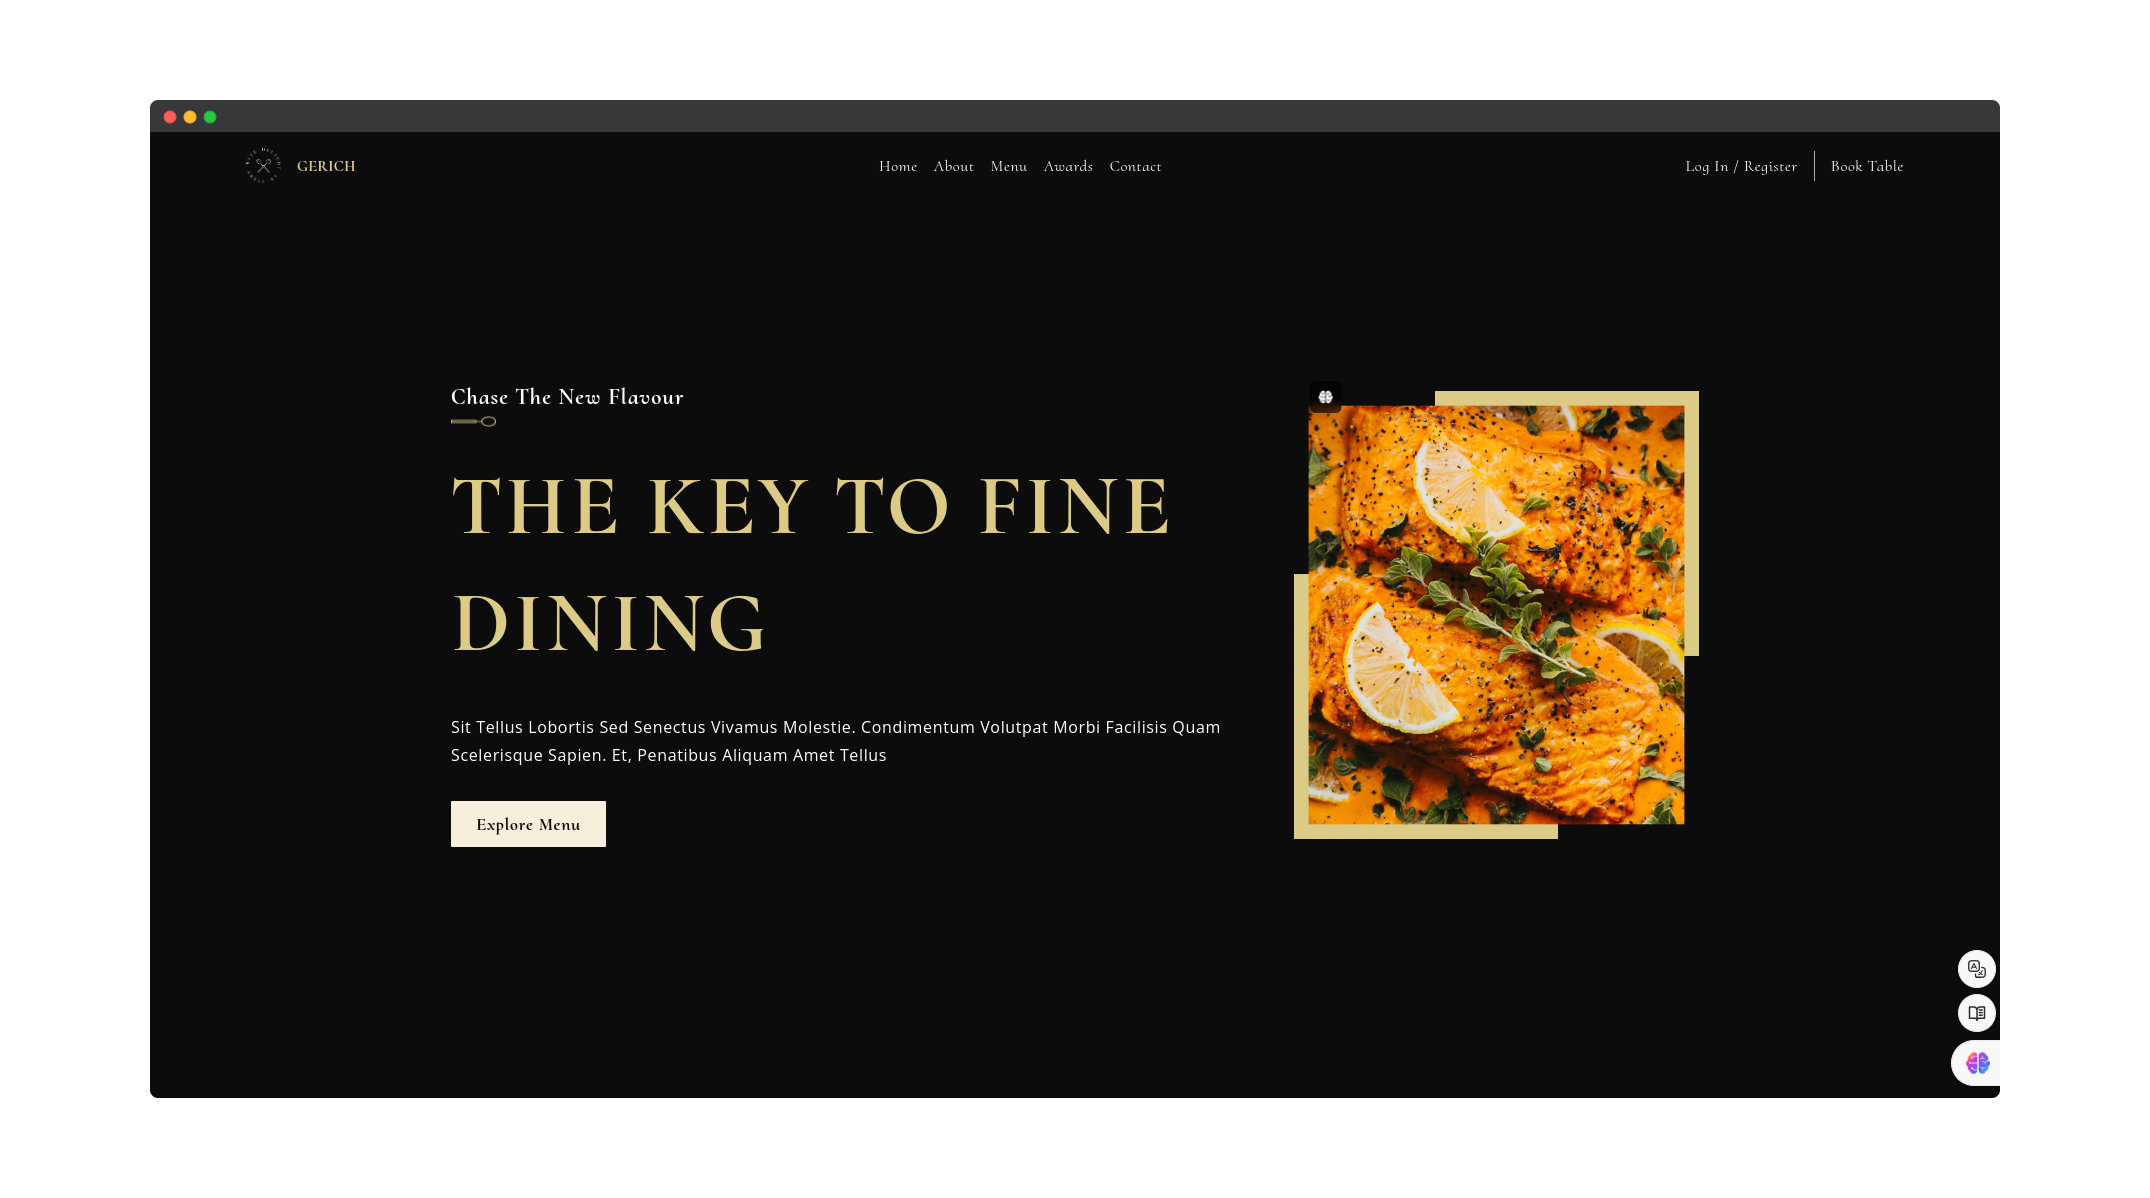 GERICH
Home About Menu Awards Contact
Log In / Register
Book Table
Chase The New Flavour
THE KEY TO FINE
DINING
Sit Tellus Lobortis Sed Senectus Vivamus Molestie. Condimentum Volutpat Morbi Facilisis Quam
Scelerisque Sapien. Et, Penatibus Aliquam Amet Tellus
Explore Menu